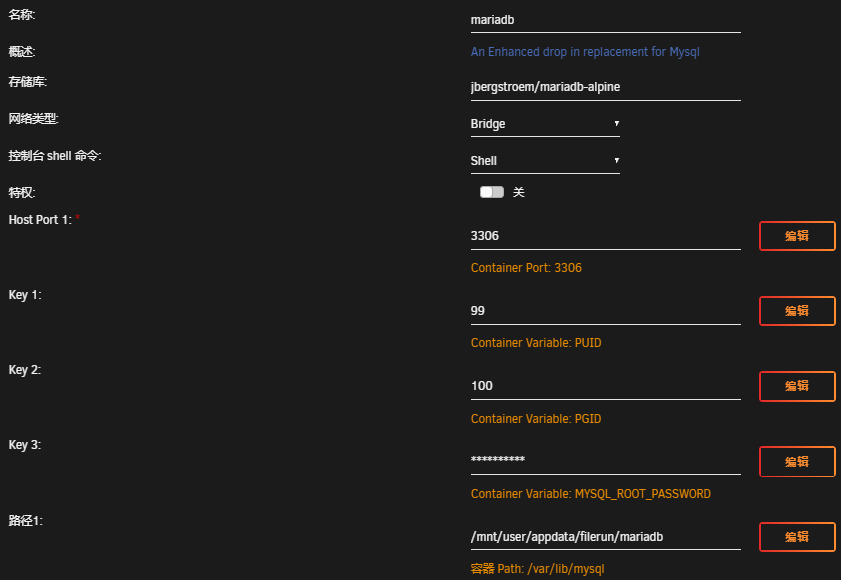 名称:
mariadb
概述:
An Enhanced drop in replacement for Mysql
存储库:
jbergstroem/mariadb-alpine
网络类型:
Bridge
控制台 shell 命令:
Shell
特权:
关
Host Port 1: *
3306
编辑
Container Port: 3306
Key 1:
99
编辑
Container Variable: PUID
Key 2:
100
编辑
Container Variable: PGID
Key 3:
**********
编辑
Container Variable: MYSQL_ROOT_PASSWORD
路径1:
/mnt/user/appdata/filerun/mariadb
编辑
容器 Path: /var/lib/mysql